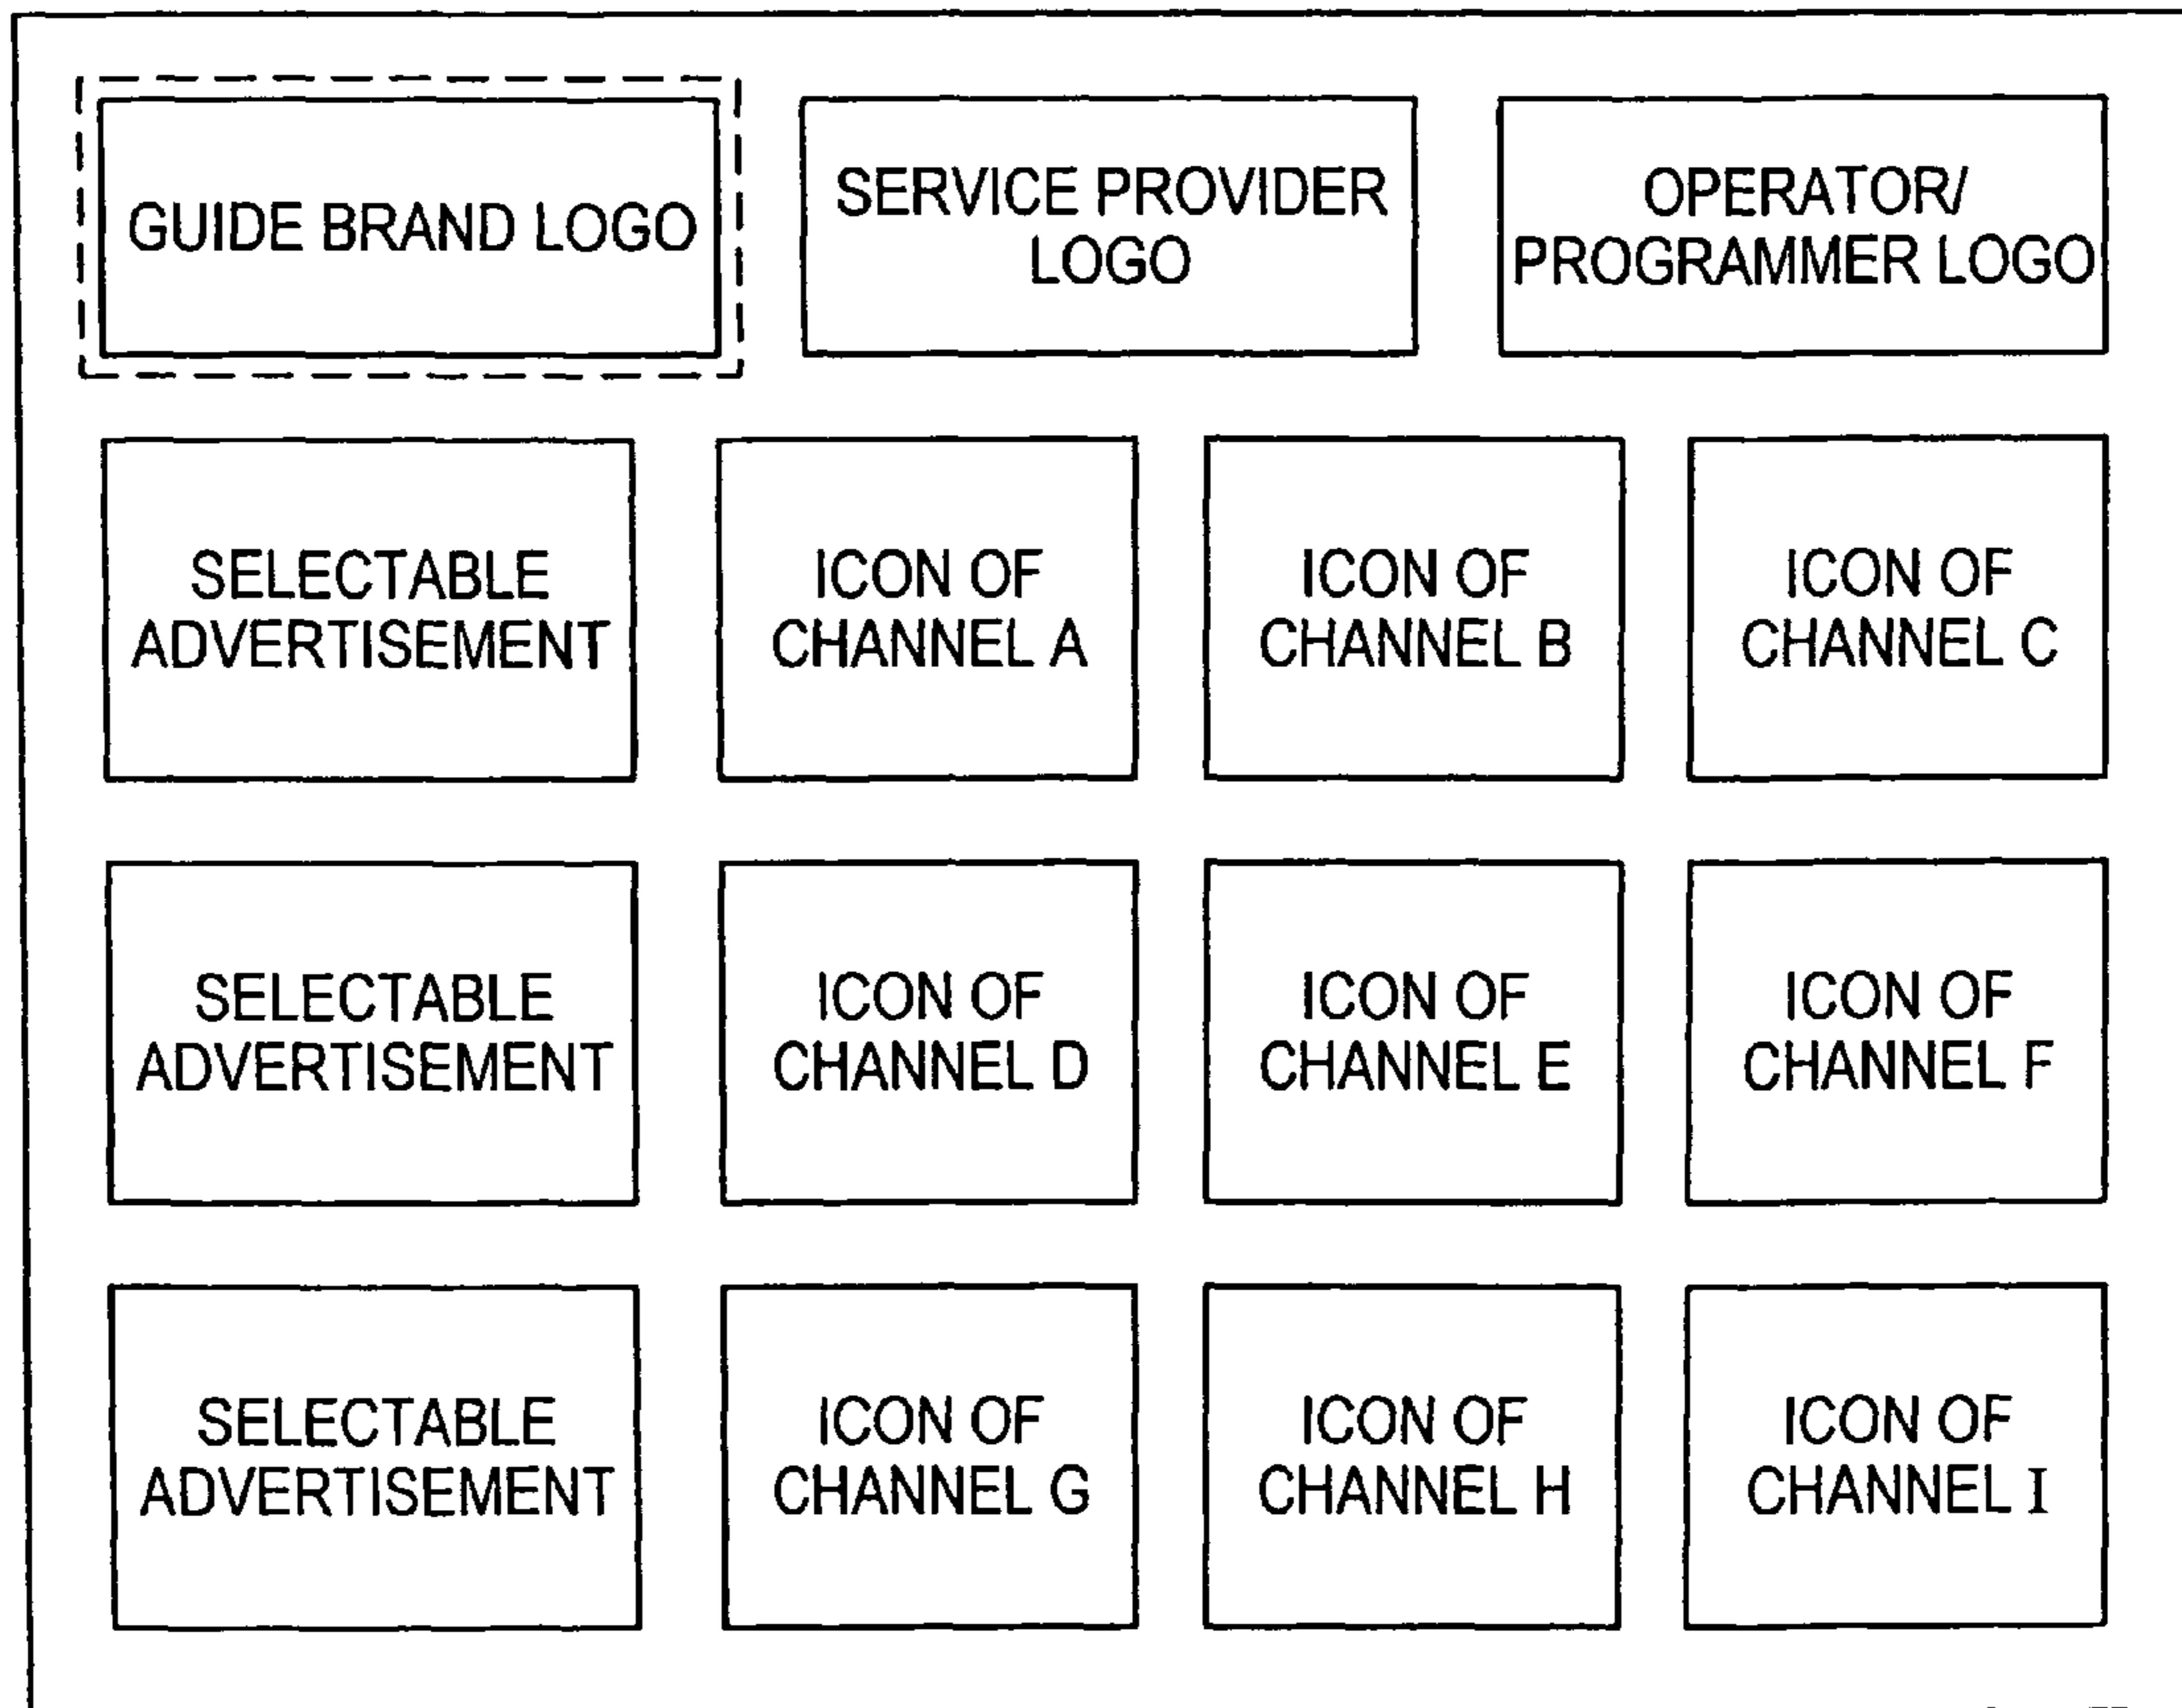 GUIDE BRAND LOGO
SERVICE PROVIDER
LOGO
OPERATOR/
PROGRAMMER LOGO
SELECTABLE
ADVERTISEMENT
ICON OF
CHANNEL A
ICON OF
CHANNEL B
ICON OF
CHANNEL C
SELECTABLE
ADVERTISEMENT
ICON OF
CHANNEL D
ICON OF
CHANNEL E
ICON OF
CHANNEL F
SELECTABLE
ADVERTISEMENT
ICON OF
CHANNEL G
ICON OF
CHANNEL H
ICON OF
CHANNEL I